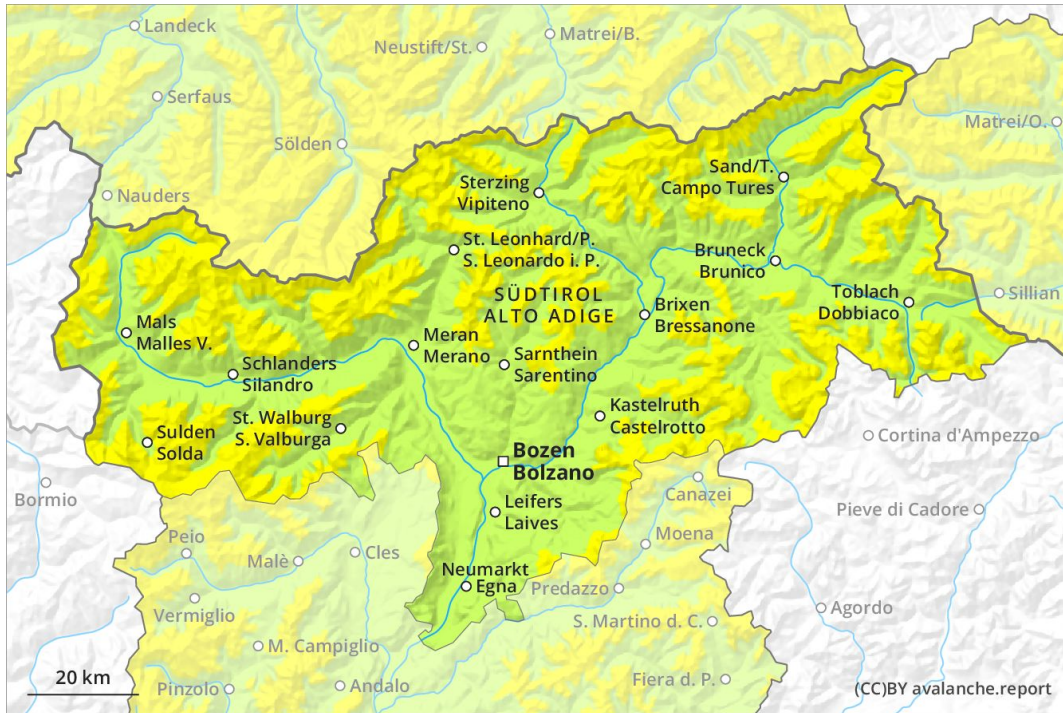 Landeck
Neustift/St.
Matrei/B.
Serfaus
Sölden
Matrei/O.
Nauders
Sand/T.
Campo Tures
Sterzing
Vipiteno
St. Leonhard/P.
S. Leonardo i. P.
Bruneck
Brunico
SÜDTIROL
ALTO ADIGE
Toblach
Dobbiaco
Sillian
Brixen
Bressanone
Mals
Malles V.
Meran
Merano
Sarnthein
Sarentino
Schlanders
Silandro
Kastelruth
Castelrotto
St. Walburg
S. Valburga
Sulden
Solda
Cortina d'Ampezzo
Bozen
Bolzano
Bormio
Canazei
Leifers
Laives
Pieve di Cadore
Moena
Peio
Malè
Cles
Neumarkt
Egna
Predazzo
Vermiglio
Agordo
S. Martino d. C.
M. Campiglio
20 km
Pinzolo
Andalo
Fiera d. P.
(CC)BY avalanche.report